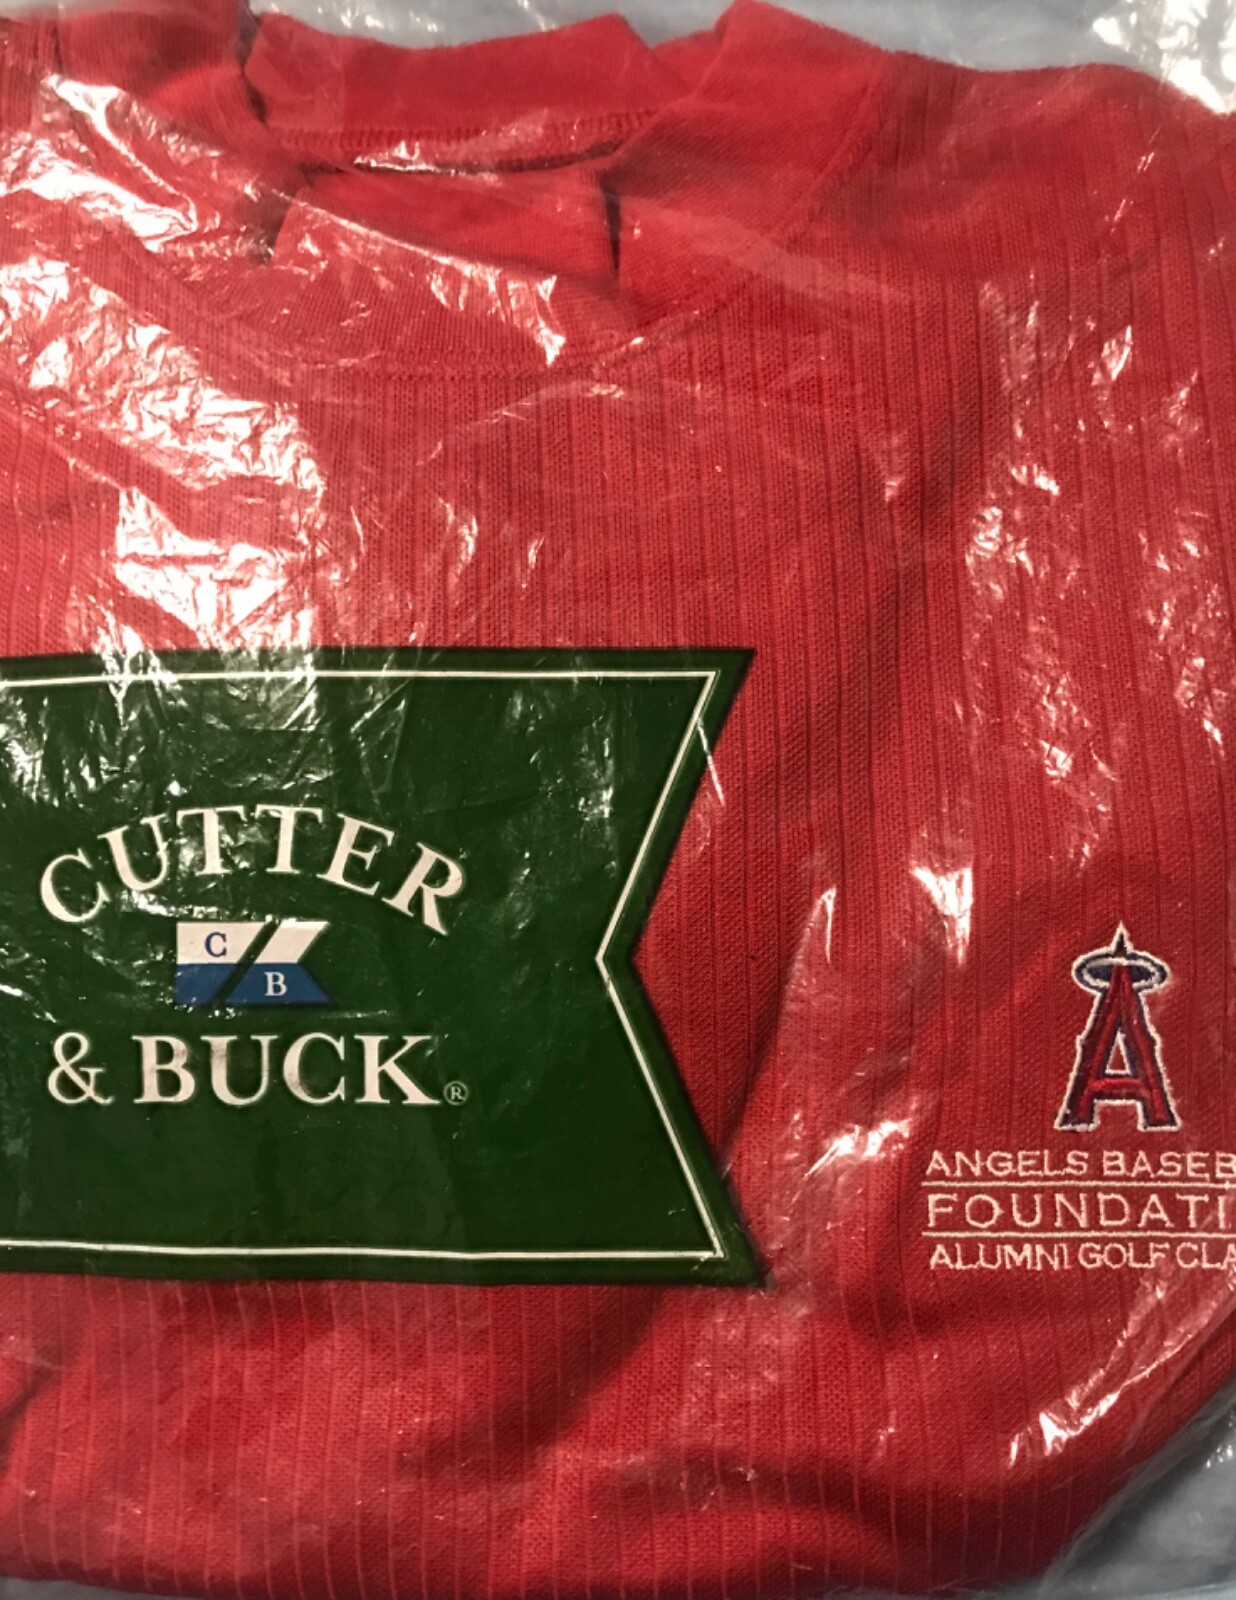 CUTTER
C
B
& BUCK®
A
ANGELS BASEB
FOUNDATI
ALUMNI GOLF CLA